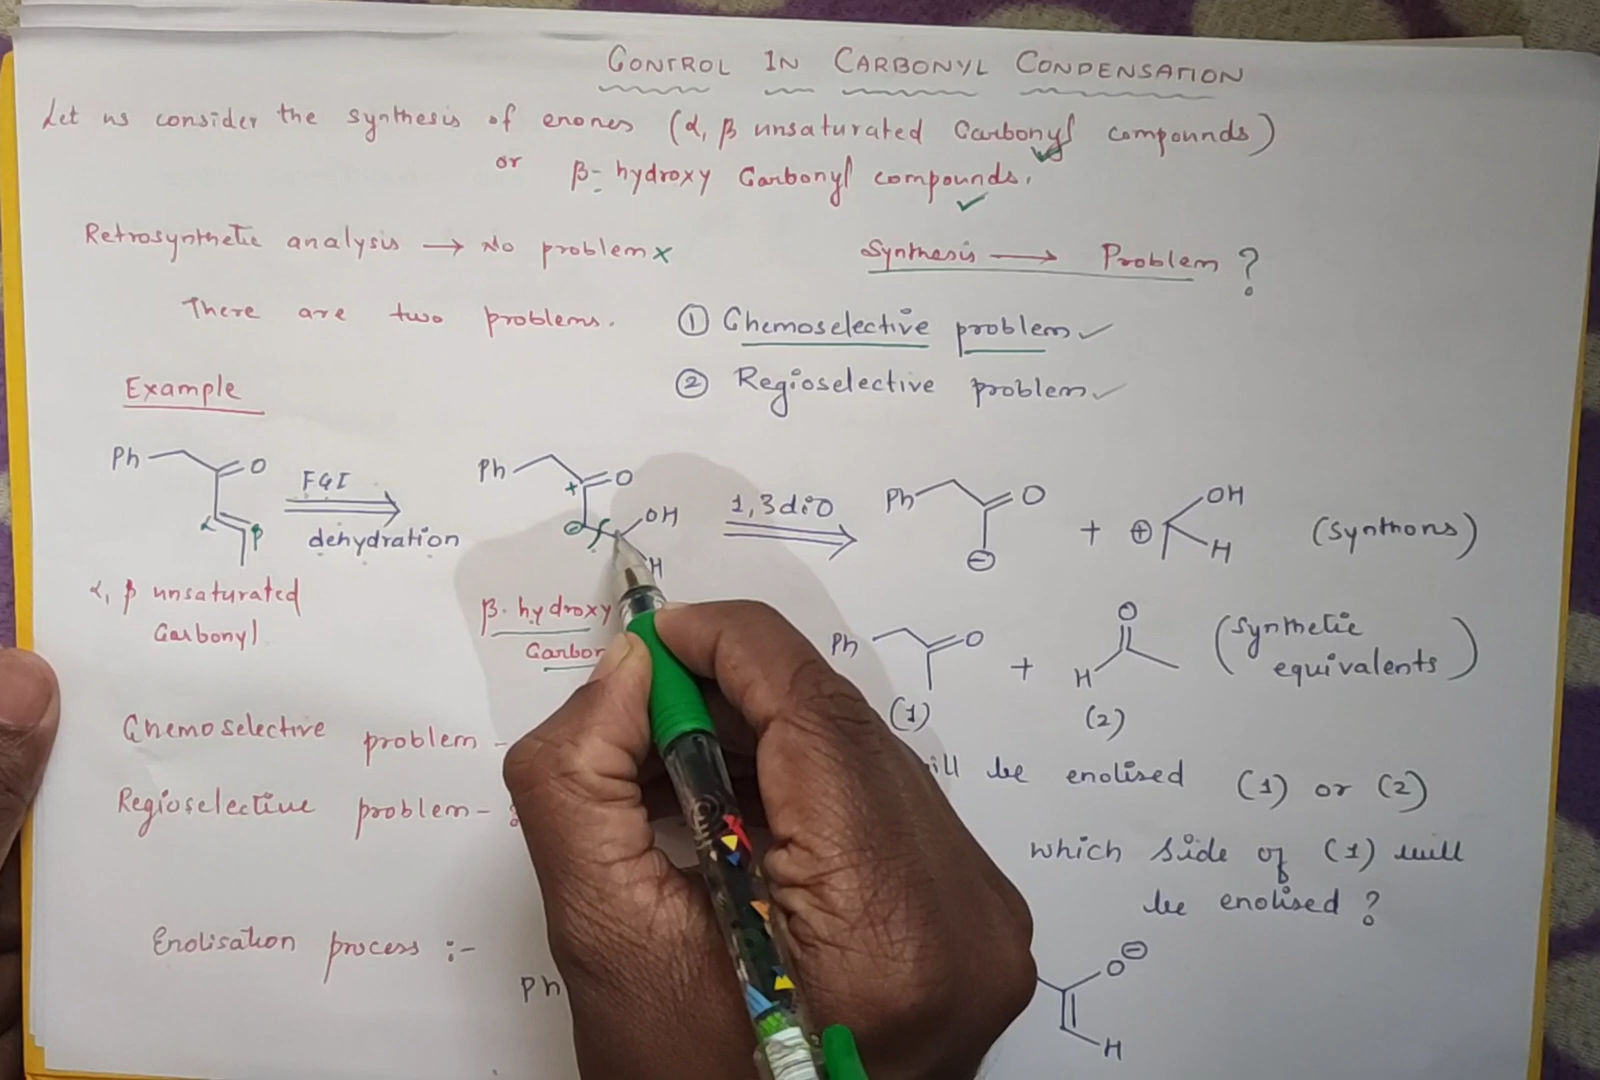 CONTROL IN CARBONYL CONDENSATION
Let us consider the synthesis of enones (α, β unsaturated Carbonyl compounds)
or β- hydroxy Carbonyl compounds.
Retrosynthetic analysis → No problem x
Synthesis → Problem ?
There are two problems.
① Chemoselective problem ✓
② Regioselective problem ✓
Example
Ph O α β
FGI
dehydration
Ph O + ⊖ OH H
1,3 diO
Ph O ⊖ + ⊕ OH H (Synthons)
α, β unsaturated
Carbonyl
β. hydroxy
Ph O + O H (Synthetic
equivalents)
(1) (2)
Chemoselective problem -
be enolised (1) or (2)
Regioselective problem -
which side of (1) will
be enolised ?
Enolisation process :-
Ph
O⊖
H